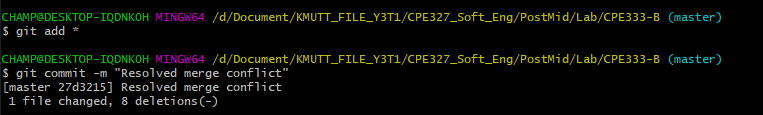 CHAMP@DESKTOP-IQDNKOH MINGW64 /d/Document/KMUTT_FILE_Y3T1/CPE327_Soft_Eng/PostMid/Lab/CPE333-B (master)
$ git add *
CHAMP@DESKTOP-IQDNKOH MINGW64 /d/Document/KMUTT_FILE_Y3T1/CPE327_Soft_Eng/PostMid/Lab/CPE333-B (master)
$ git commit -m "Resolved merge conflict"
[master 27d3215] Resolved merge conflict
1 file changed, 8 deletions(-)